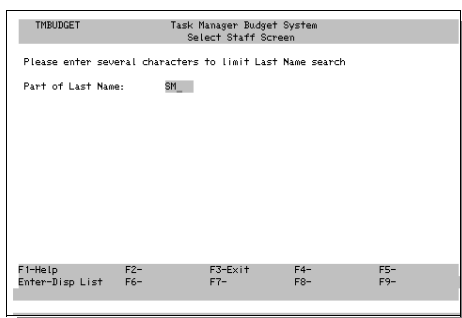 TMBUDGET Task Manager Budget System
Select Staff Screen
Please enter several characters to limit Last Name search
Part of Last Name: SM_
F1-Help F2- F3-Exit F4- F5-
Enter-Disp List F6- F7- F8- F9-